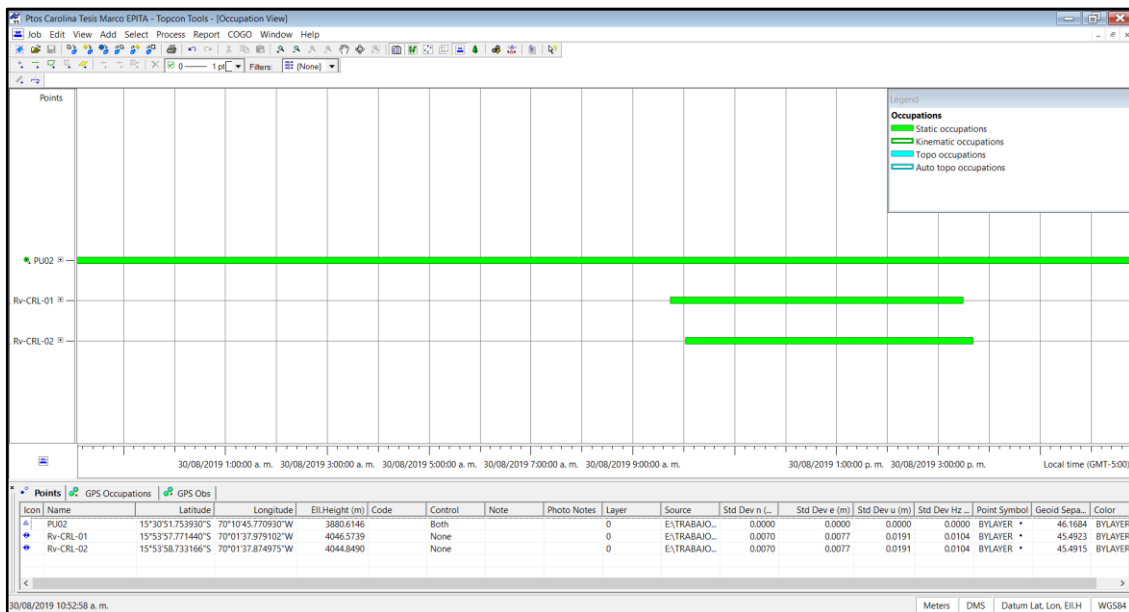 Ptos Carolina Tesis Marco EPITA - Topcon Tools - [Occupation View]
Job Edit View Add Select Process Report COGO Window Help
0 1 pt Filters: {None}
Points
Legend
Occupations
Static occupations
Kinematic occupations
Topo occupations
Auto topo occupations
PU02
Rv-CRL-01
Rv-CRL-02
30/08/2019 1:00:00 a. m. 30/08/2019 3:00:00 a. m. 30/08/2019 5:00:00 a. m. 30/08/2019 7:00:00 a. m. 30/08/2019 9:00:00 a. m. 30/08/2019 1:00:00 p. m. 30/08/2019 3:00:00 p. m. Local time (GMT-5:00)
Points GPS Occupations GPS Obs
Icon Name Latitude Longitude Ell.Height (m) Code Control Note Photo Notes Layer Source Std Dev n (... Std Dev e (m) Std Dev u (m) Std Dev Hz ... Point Symbol Geoid Sepa... Color
PU02 15°30'51.753930"S 70°10'45.770930"W 3880.6146 Both 0 E:\TRABAJO... 0.0000 0.0000 0.0000 0.0000 BYLAYER • 46.1684 BYLAYER
Rv-CRL-01 15°53'57.771440"S 70°01'37.979102"W 4046.5739 None 0 E:\TRABAJO... 0.0070 0.0077 0.0191 0.0104 BYLAYER • 45.4923 BYLAYER
Rv-CRL-02 15°53'58.733166"S 70°01'37.874975"W 4044.8490 None 0 E:\TRABAJO... 0.0070 0.0077 0.0191 0.0104 BYLAYER • 45.4915 BYLAYER
30/08/2019 10:52:58 a. m. Meters DMS Datum Lat, Lon, Ell.H WGS84